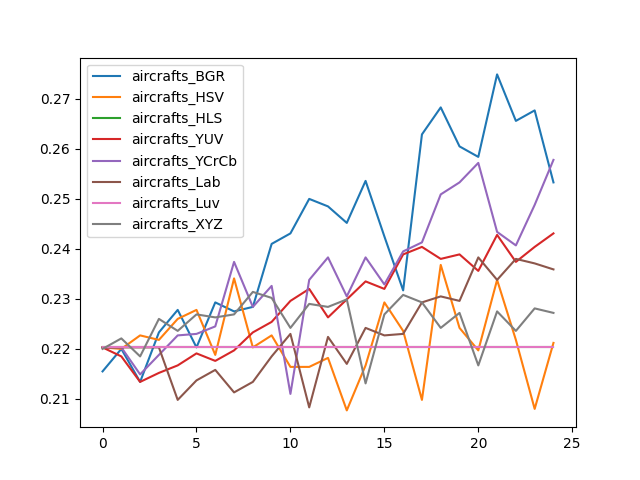 aircrafts_BGR
aircrafts_HSV
aircrafts_HLS
aircrafts_YUV
aircrafts_YCrCb
aircrafts_Lab
aircrafts_Luv
aircrafts_XYZ
0.27
0.26
0.25
0.24
0.23
0.22
0.21
0 5 10 15 20 25